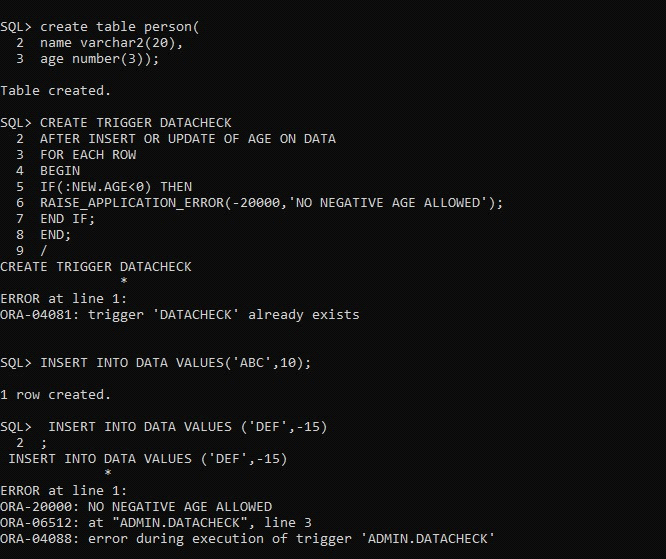 SQL> create table person(
  2  name varchar2(20),
  3  age number(3));
Table created.
SQL> CREATE TRIGGER DATACHECK
  2  AFTER INSERT OR UPDATE OF AGE ON DATA
  3  FOR EACH ROW
  4  BEGIN
  5  IF(:NEW.AGE<0) THEN
  6  RAISE_APPLICATION_ERROR(-20000,'NO NEGATIVE AGE ALLOWED');
  7  END IF;
  8  END;
  9  /
CREATE TRIGGER DATACHECK
               *
ERROR at line 1:
ORA-04081: trigger 'DATACHECK' already exists
SQL> INSERT INTO DATA VALUES('ABC',10);
1 row created.
SQL>  INSERT INTO DATA VALUES ('DEF',-15)
  2  ;
 INSERT INTO DATA VALUES ('DEF',-15)
             *
ERROR at line 1:
ORA-20000: NO NEGATIVE AGE ALLOWED
ORA-06512: at "ADMIN.DATACHECK", line 3
ORA-04088: error during execution of trigger 'ADMIN.DATACHECK'